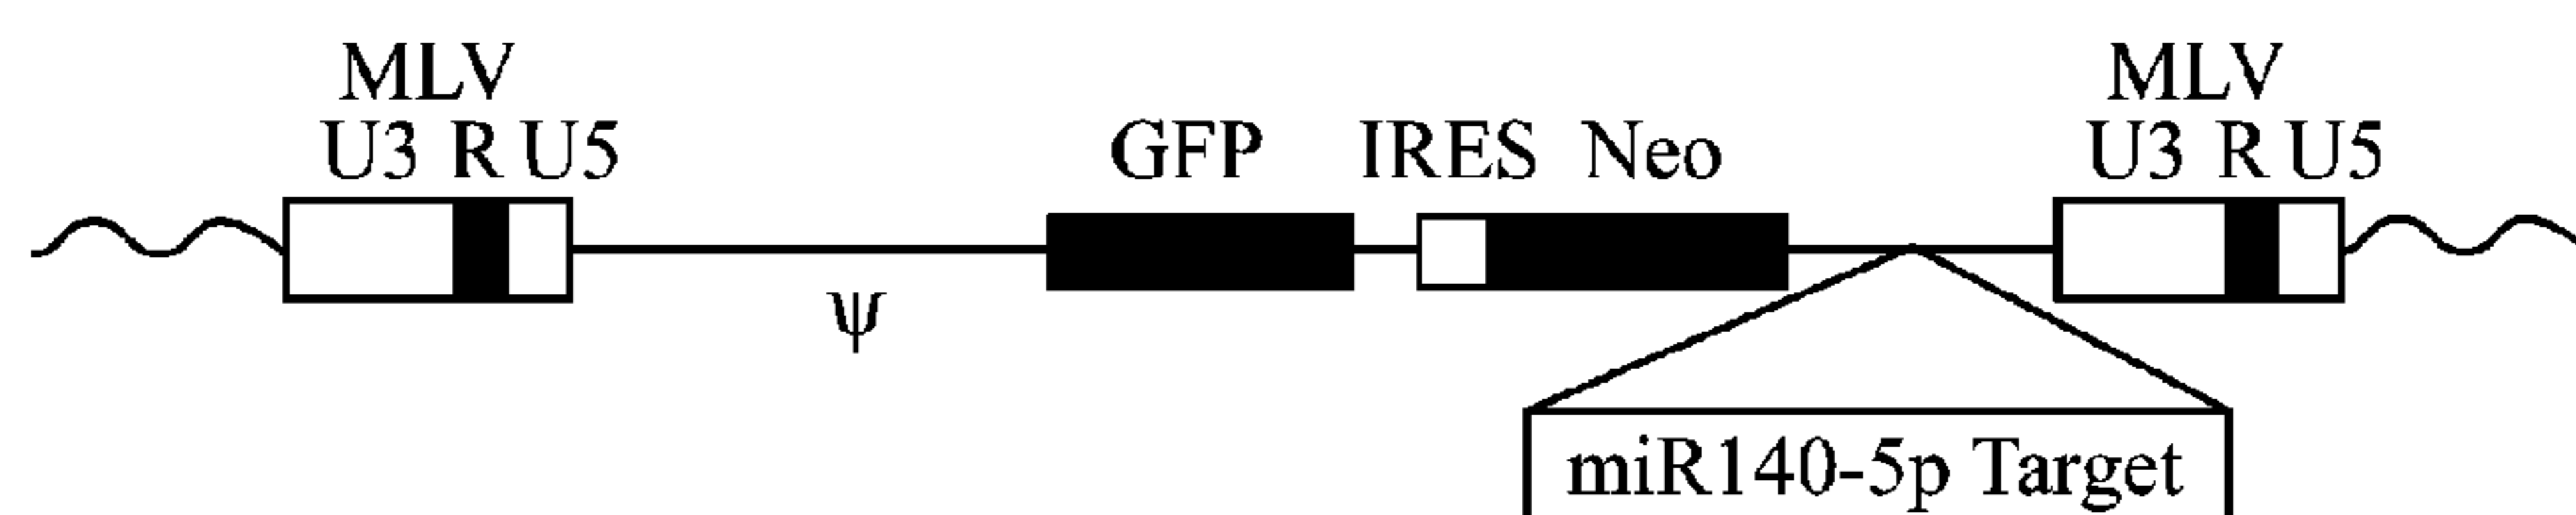 MLV MLV
U3 R U5 GFP IRES Neo U3 R U5
ψ
miR140-5p Target